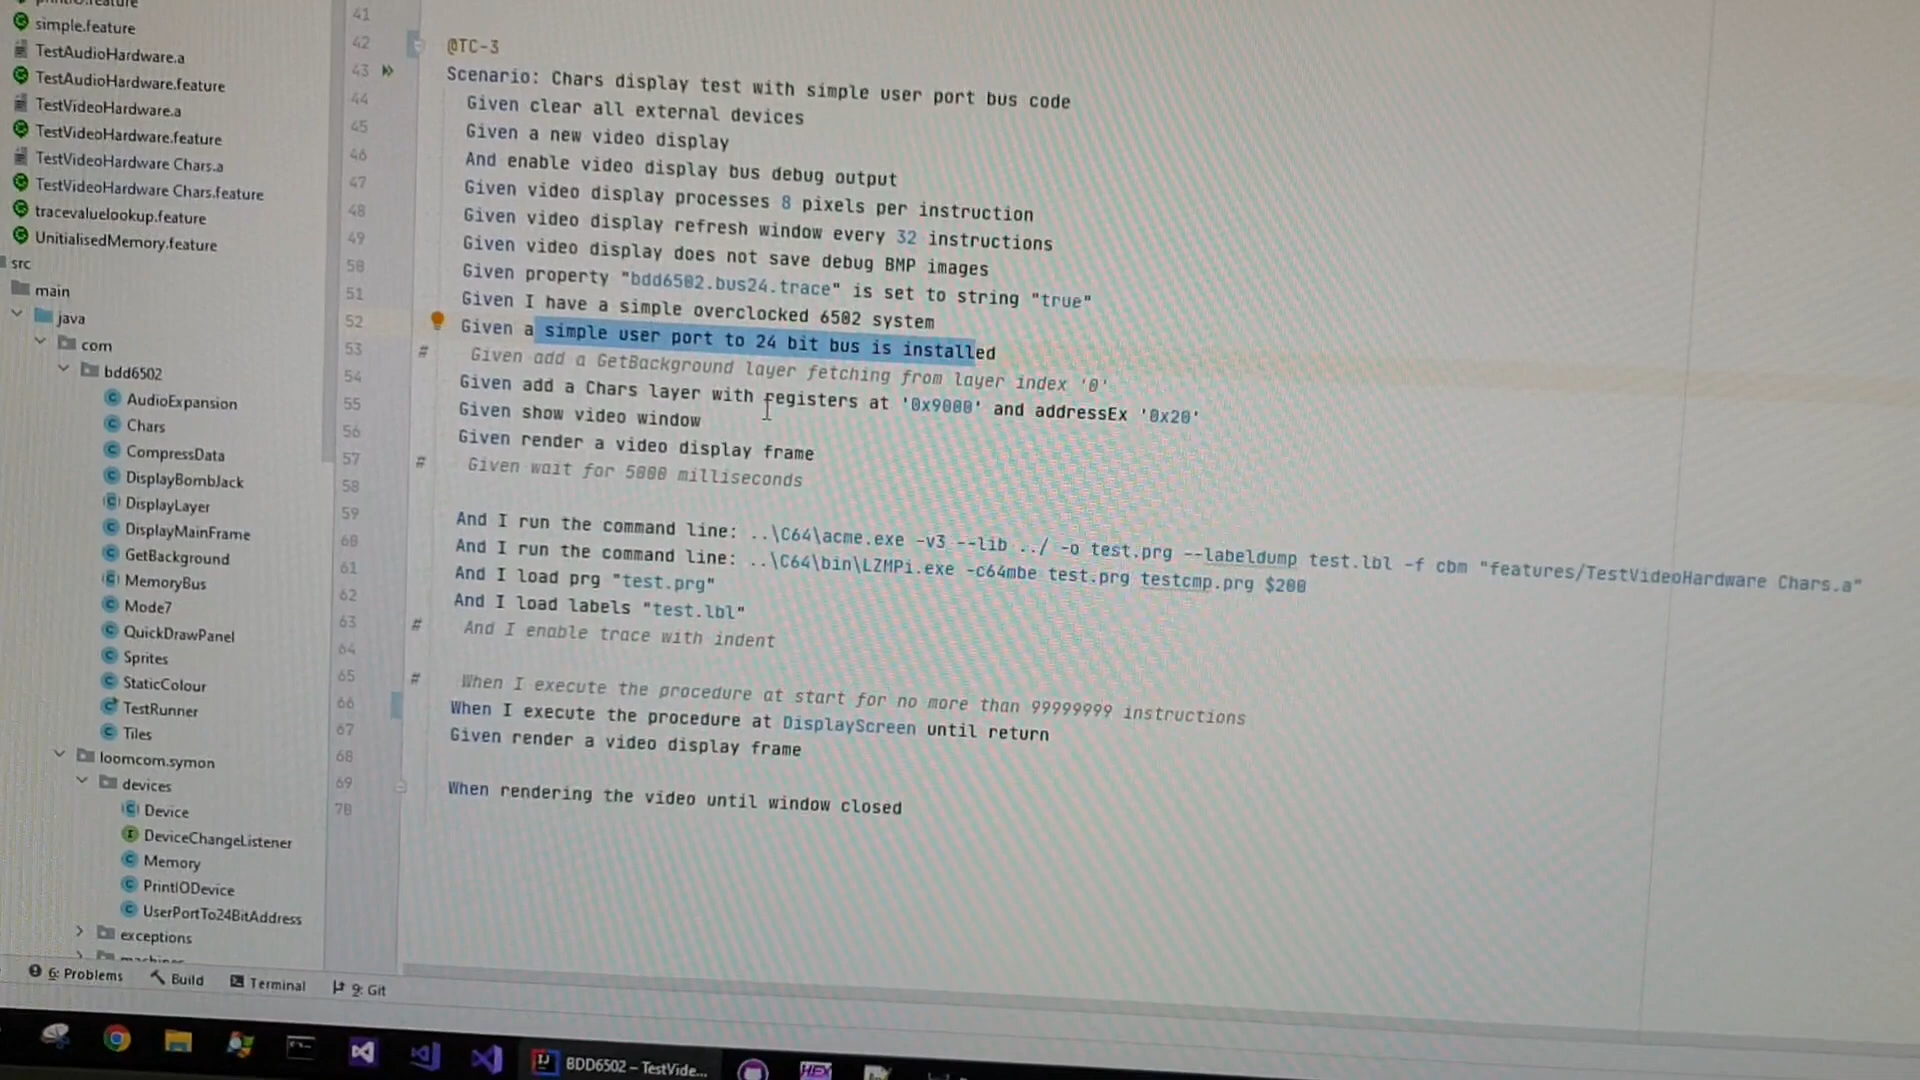 simple.feature
TestAudioHardware.a
TestAudioHardware.feature
TestVideoHardware.a
TestVideoHardware.feature
TestVideoHardware Chars.a
TestVideoHardware Chars.feature
tracevaluelookup.feature
UnitialisedMemory.feature
src
main
java
com
bdd6502
AudioExpansion
Chars
CompressData
DisplayBombJack
DisplayLayer
DisplayMainFrame
GetBackground
MemoryBus
Mode7
QuickDrawPanel
Sprites
StaticColour
TestRunner
Tiles
loomcom.symon
devices
Device
DeviceChangeListener
Memory
PrintIODevice
UserPortTo24BitAddress
exceptions
41
42 @TC-3
43 Scenario: Chars display test with simple user port bus code
44 Given clear all external devices
45 Given a new video display
46 And enable video display bus debug output
47 Given video display processes 8 pixels per instruction
48 Given video display refresh window every 32 instructions
49 Given video display does not save debug BMP images
50 Given property "bdd6502.bus24.trace" is set to string "true"
51 Given I have a simple overclocked 6502 system
52 Given a simple user port to 24 bit bus is installed
53 # Given add a GetBackground layer fetching from layer index '0'
54 Given add a Chars layer with registers at '0x9000' and addressEx '0x20'
55 Given show video window
56 Given render a video display frame
57 # Given wait for 5000 milliseconds
58
59 And I run the command line: ..\C64\acme.exe -v3 --lib ../ -o test.prg --labeldump test.lbl -f cbm "features/TestVideoHardware Chars.a"
60 And I run the command line: ..\C64\bin\LZMPi.exe -c64mbe test.prg testcmp.prg $200
61 And I load prg "test.prg"
62 And I load labels "test.lbl"
63 # And I enable trace with indent
64
65 # When I execute the procedure at start for no more than 99999999 instructions
66 When I execute the procedure at DisplayScreen until return
67 Given render a video display frame
68
69 When rendering the video until window closed
70
6: Problems Build Terminal 9: Git
BDD6502 – TestVide...
HEX